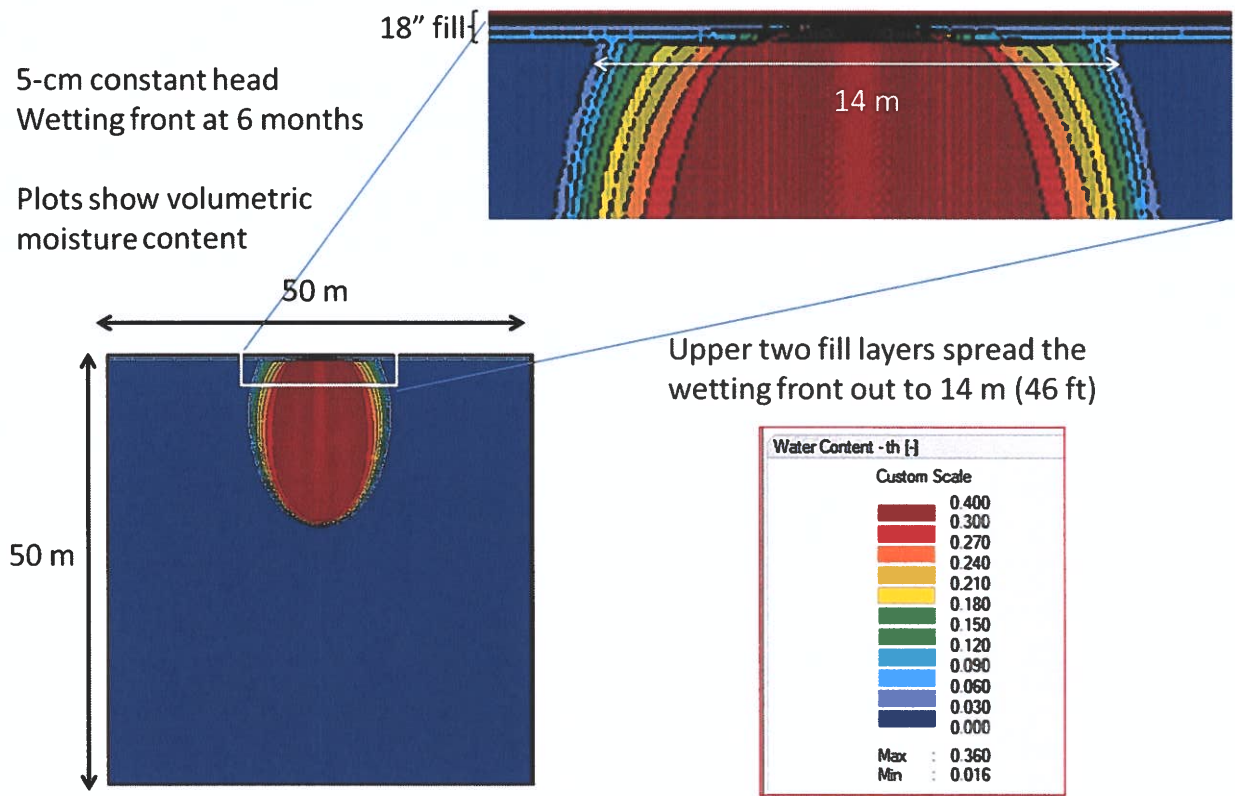 18” fill
5-cm constant head
Wetting front at 6 months
14 m
Plots show volumetric
moisture content
50 m
Upper two fill layers spread the
wetting front out to 14 m (46 ft)
50 m
Water Content - th [-]
Custom Scale
0.400
0.300
0.270
0.240
0.210
0.180
0.150
0.120
0.090
0.060
0.030
0.000
Max : 0.360
Min : 0.016